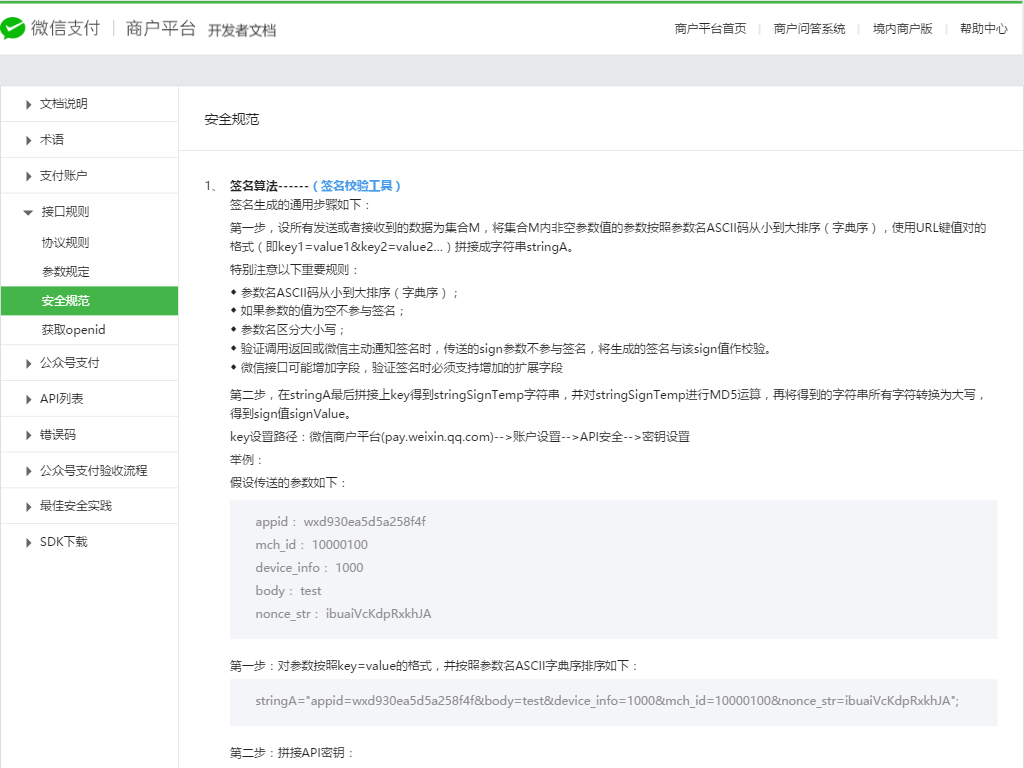 微信支付 商户平台 开发者文档
商户平台首页 商户问答系统 境内商户版 帮助中心
文档说明
术语
支付账户
接口规则
协议规则
参数规定
安全规范
获取openid
公众号支付
API列表
错误码
公众号支付验收流程
最佳安全实践
SDK下载
安全规范
1、 签名算法------（签名校验工具）
签名生成的通用步骤如下：
第一步，设所有发送或者接收到的数据为集合M，将集合M内非空参数值的参数按照参数名ASCII码从小到大排序（字典序），使用URL键值对的
格式（即key1=value1&key2=value2…）拼接成字符串stringA。
特别注意以下重要规则：
◆ 参数名ASCII码从小到大排序（字典序）；
◆ 如果参数的值为空不参与签名；
◆ 参数名区分大小写；
◆ 验证调用返回或微信主动通知签名时，传送的sign参数不参与签名，将生成的签名与该sign值作校验。
◆ 微信接口可能增加字段，验证签名时必须支持增加的扩展字段
第二步，在stringA最后拼接上key得到stringSignTemp字符串，并对stringSignTemp进行MD5运算，再将得到的字符串所有字符转换为大写，
得到sign值signValue。
key设置路径：微信商户平台(pay.weixin.qq.com)-->账户设置-->API安全-->密钥设置
举例：
假设传送的参数如下：
appid： wxd930ea5d5a258f4f
mch_id： 10000100
device_info： 1000
body： test
nonce_str： ibuaiVcKdpRxkhJA
第一步：对参数按照key=value的格式，并按照参数名ASCII字典序排序如下：
stringA="appid=wxd930ea5d5a258f4f&body=test&device_info=1000&mch_id=10000100&nonce_str=ibuaiVcKdpRxkhJA";
第二步：拼接API密钥：